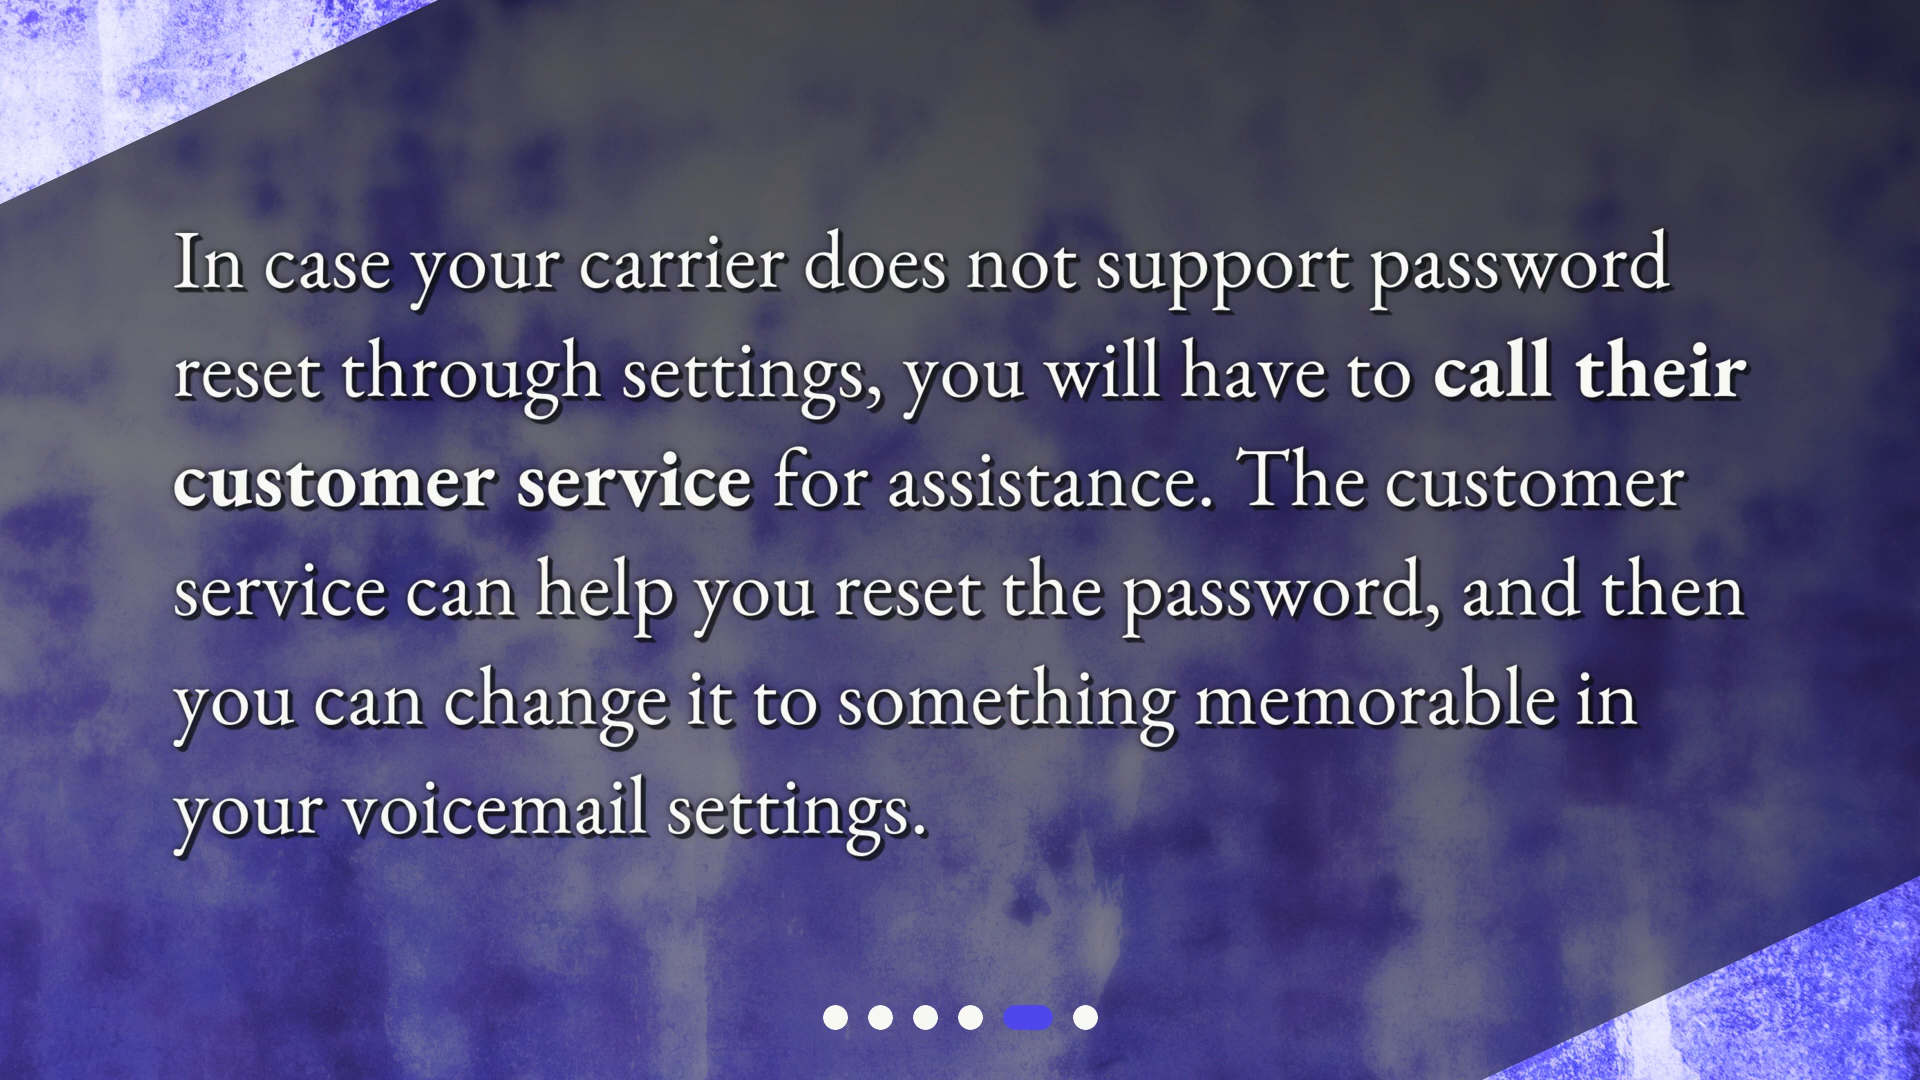 In case your carrier does not support password
reset through settings, you will have to call their
customer service for assistance. The customer
service can help you reset the password, and then
you can change it to something memorable in
your voicemail settings.